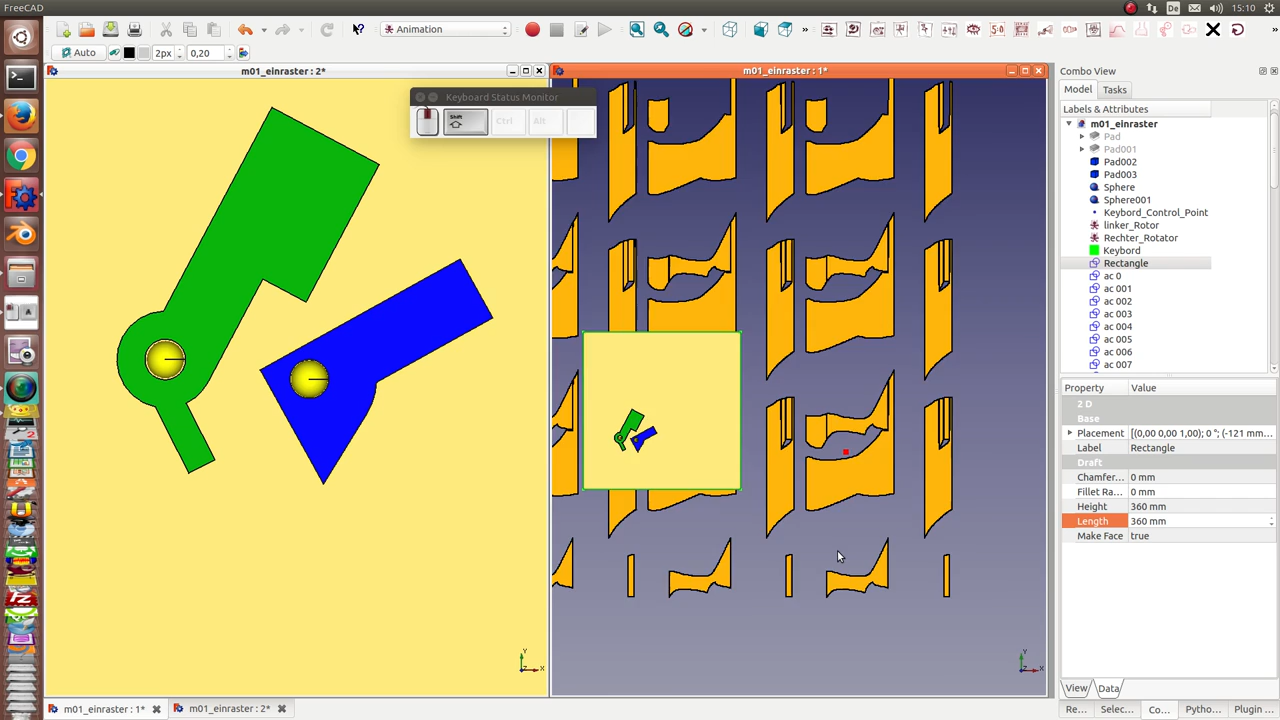 FreeCAD
De
15:10
Animation
Auto
2px
0,20
m01_einraster : 2*
m01_einraster : 1*
Keyboard Status Monitor
Shift
Ctrl
Alt
Y
X
Y
X
m01_einraster : 1*
m01_einraster : 2*
Combo View
Model
Tasks
Labels & Attributes
m01_einraster
Pad
Pad001
Pad002
Pad003
Sphere
Sphere001
Keybord_Control_Point
linker_Rotor
Rechter_Rotator
Keybord
Rectangle
ac 0
ac 001
ac 002
ac 003
ac 004
ac 005
ac 006
ac 007
Property Value
2 D
Base
Placement [(0,00 0,00 1,00); 0 °; (-121 mm...
Label Rectangle
Draft
Chamfer... 0 mm
Fillet Ra... 0 mm
Height 360 mm
Length 360 mm
Make Face true
View
Data
Re...
Selec...
Co...
Pytho...
Plugin ...